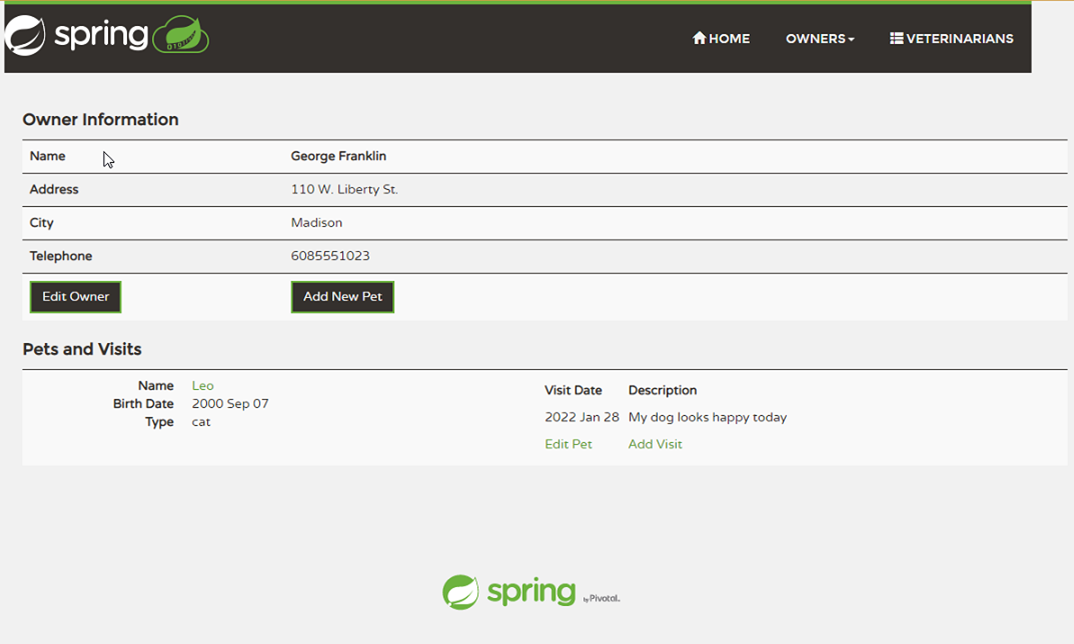 spring
HOME OWNERS VETERINARIANS
Owner Information
Name George Franklin
Address 110 W. Liberty St.
City Madison
Telephone 6085551023
Edit Owner Add New Pet
Pets and Visits
Name Leo
Birth Date 2000 Sep 07
Type cat
Visit Date Description
2022 Jan 28 My dog looks happy today
Edit Pet Add Visit
spring by Pivotal.